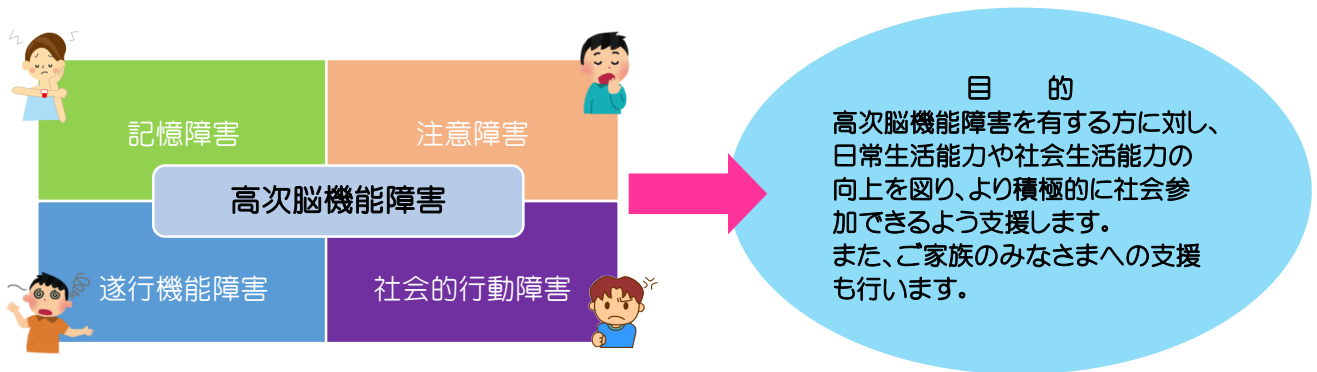 記憶障害
注意障害
高次脳機能障害
遂行機能障害
社会的行動障害
目　的
高次脳機能障害を有する方に対し、
日常生活能力や社会生活能力の
向上を図り、より積極的に社会参
加できるよう支援します。
また、ご家族のみなさまへの支援
も行います。